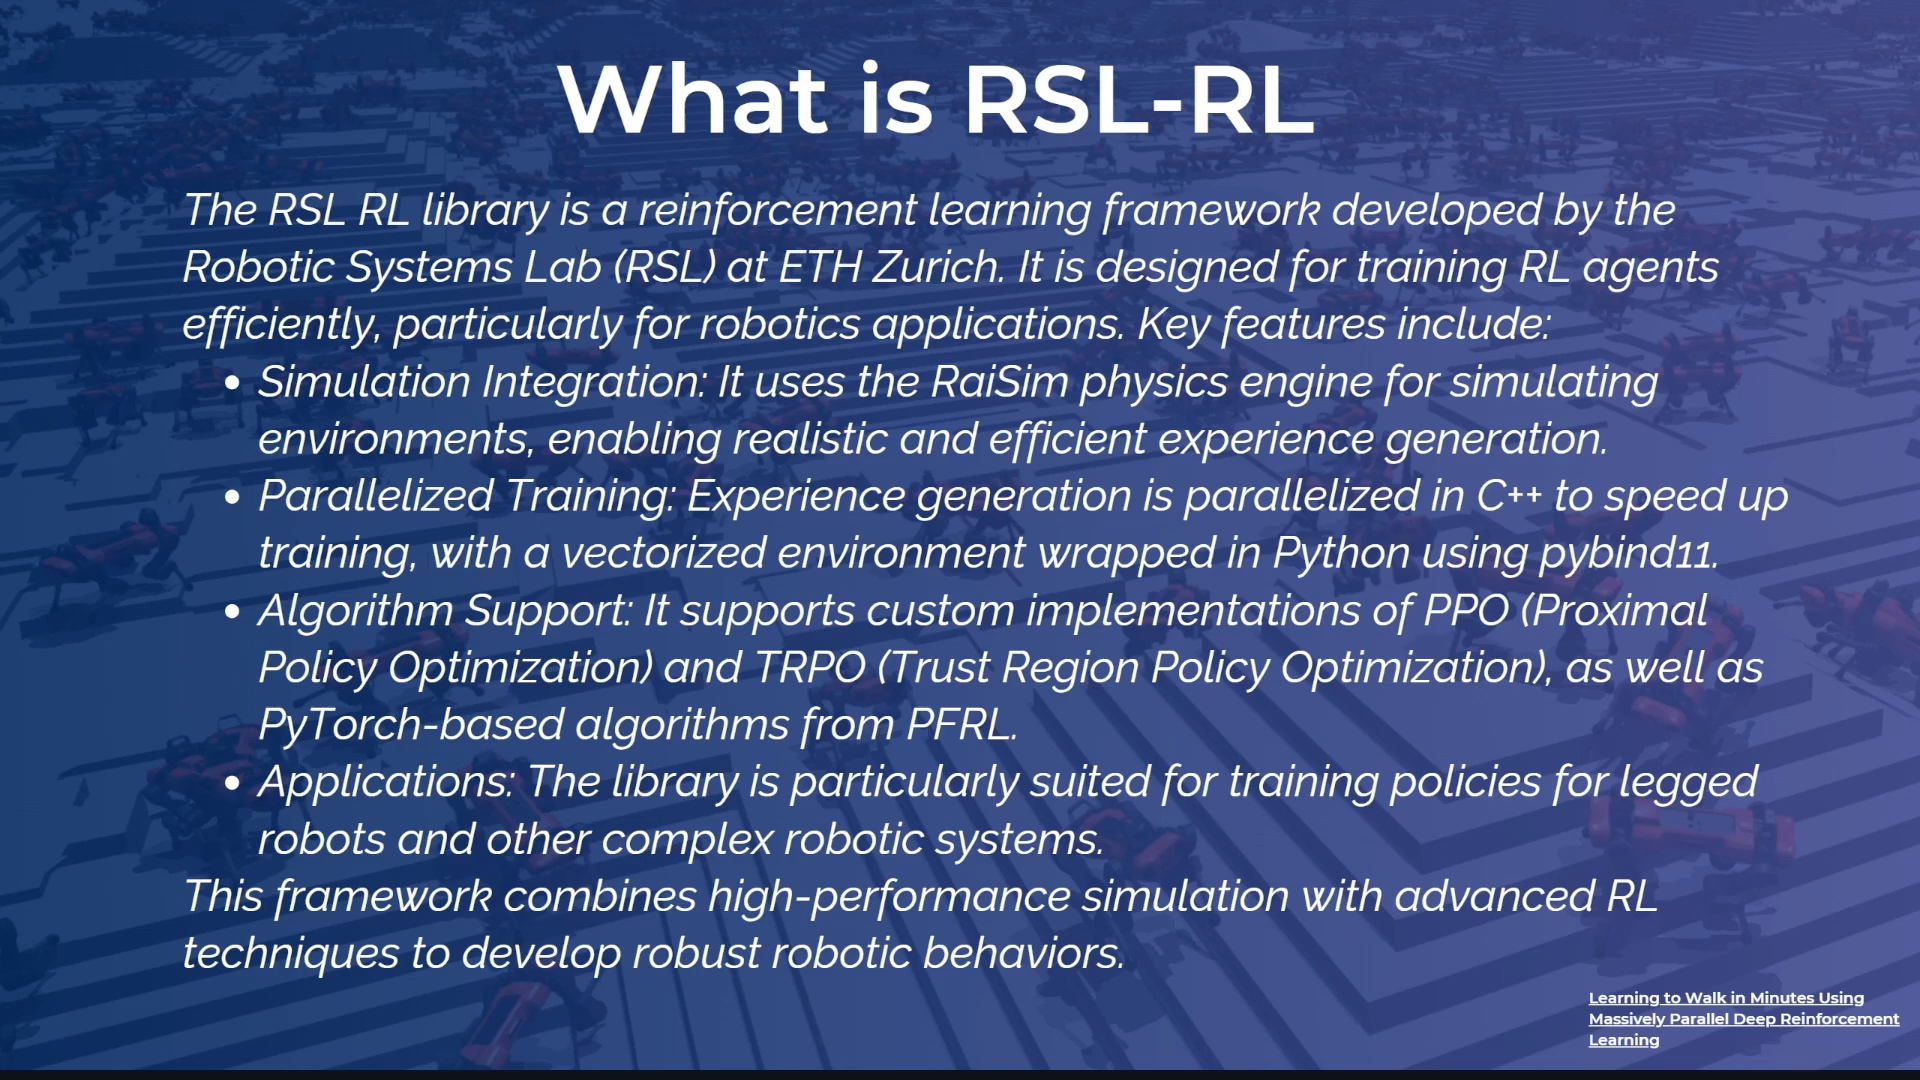 What is RSL-RL
The RSL RL library is a reinforcement learning framework developed by the
Robotic Systems Lab (RSL) at ETH Zurich. It is designed for training RL agents
efficiently, particularly for robotics applications. Key features include:
• Simulation Integration: It uses the RaiSim physics engine for simulating
environments, enabling realistic and efficient experience generation.
• Parallelized Training: Experience generation is parallelized in C++ to speed up
training, with a vectorized environment wrapped in Python using pybind11.
• Algorithm Support: It supports custom implementations of PPO (Proximal
Policy Optimization) and TRPO (Trust Region Policy Optimization), as well as
PyTorch-based algorithms from PFRL.
• Applications: The library is particularly suited for training policies for legged
robots and other complex robotic systems.
This framework combines high-performance simulation with advanced RL
techniques to develop robust robotic behaviors.
Learning to Walk in Minutes Using
Massively Parallel Deep Reinforcement
Learning